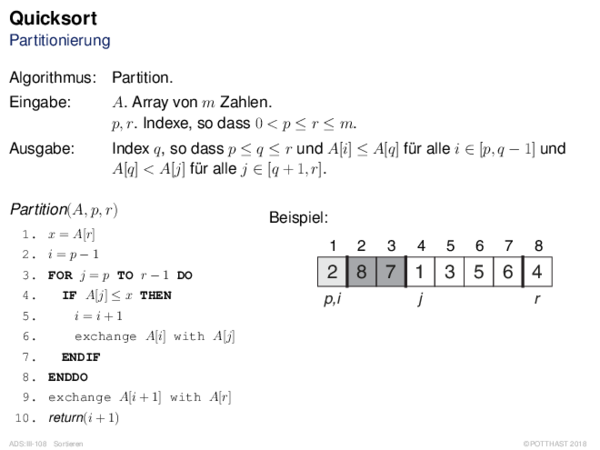 Quicksort
Partitionierung
Algorithmus: Partition.
Eingabe: A. Array von m Zahlen.
p, r. Indexe, so dass 0 < p ≤ r ≤ m.
Ausgabe: Index q, so dass p ≤ q ≤ r und A[i] ≤ A[q] für alle i ∈ [p, q − 1] und
A[q] < A[j] für alle j ∈ [q + 1, r].
Partition(A, p, r)
1. x = A[r]
2. i = p − 1
3. FOR j = p TO r − 1 DO
4. IF A[j] ≤ x THEN
5. i = i + 1
6. exchange A[i] with A[j]
7. ENDIF
8. ENDDO
9. exchange A[i + 1] with A[r]
10. return(i + 1)
Beispiel:
1 2 3 4 5 6 7 8
2 8 7 1 3 5 6 4
p,i j r
ADS:III-108 Sortieren
©POTTHAST 2018